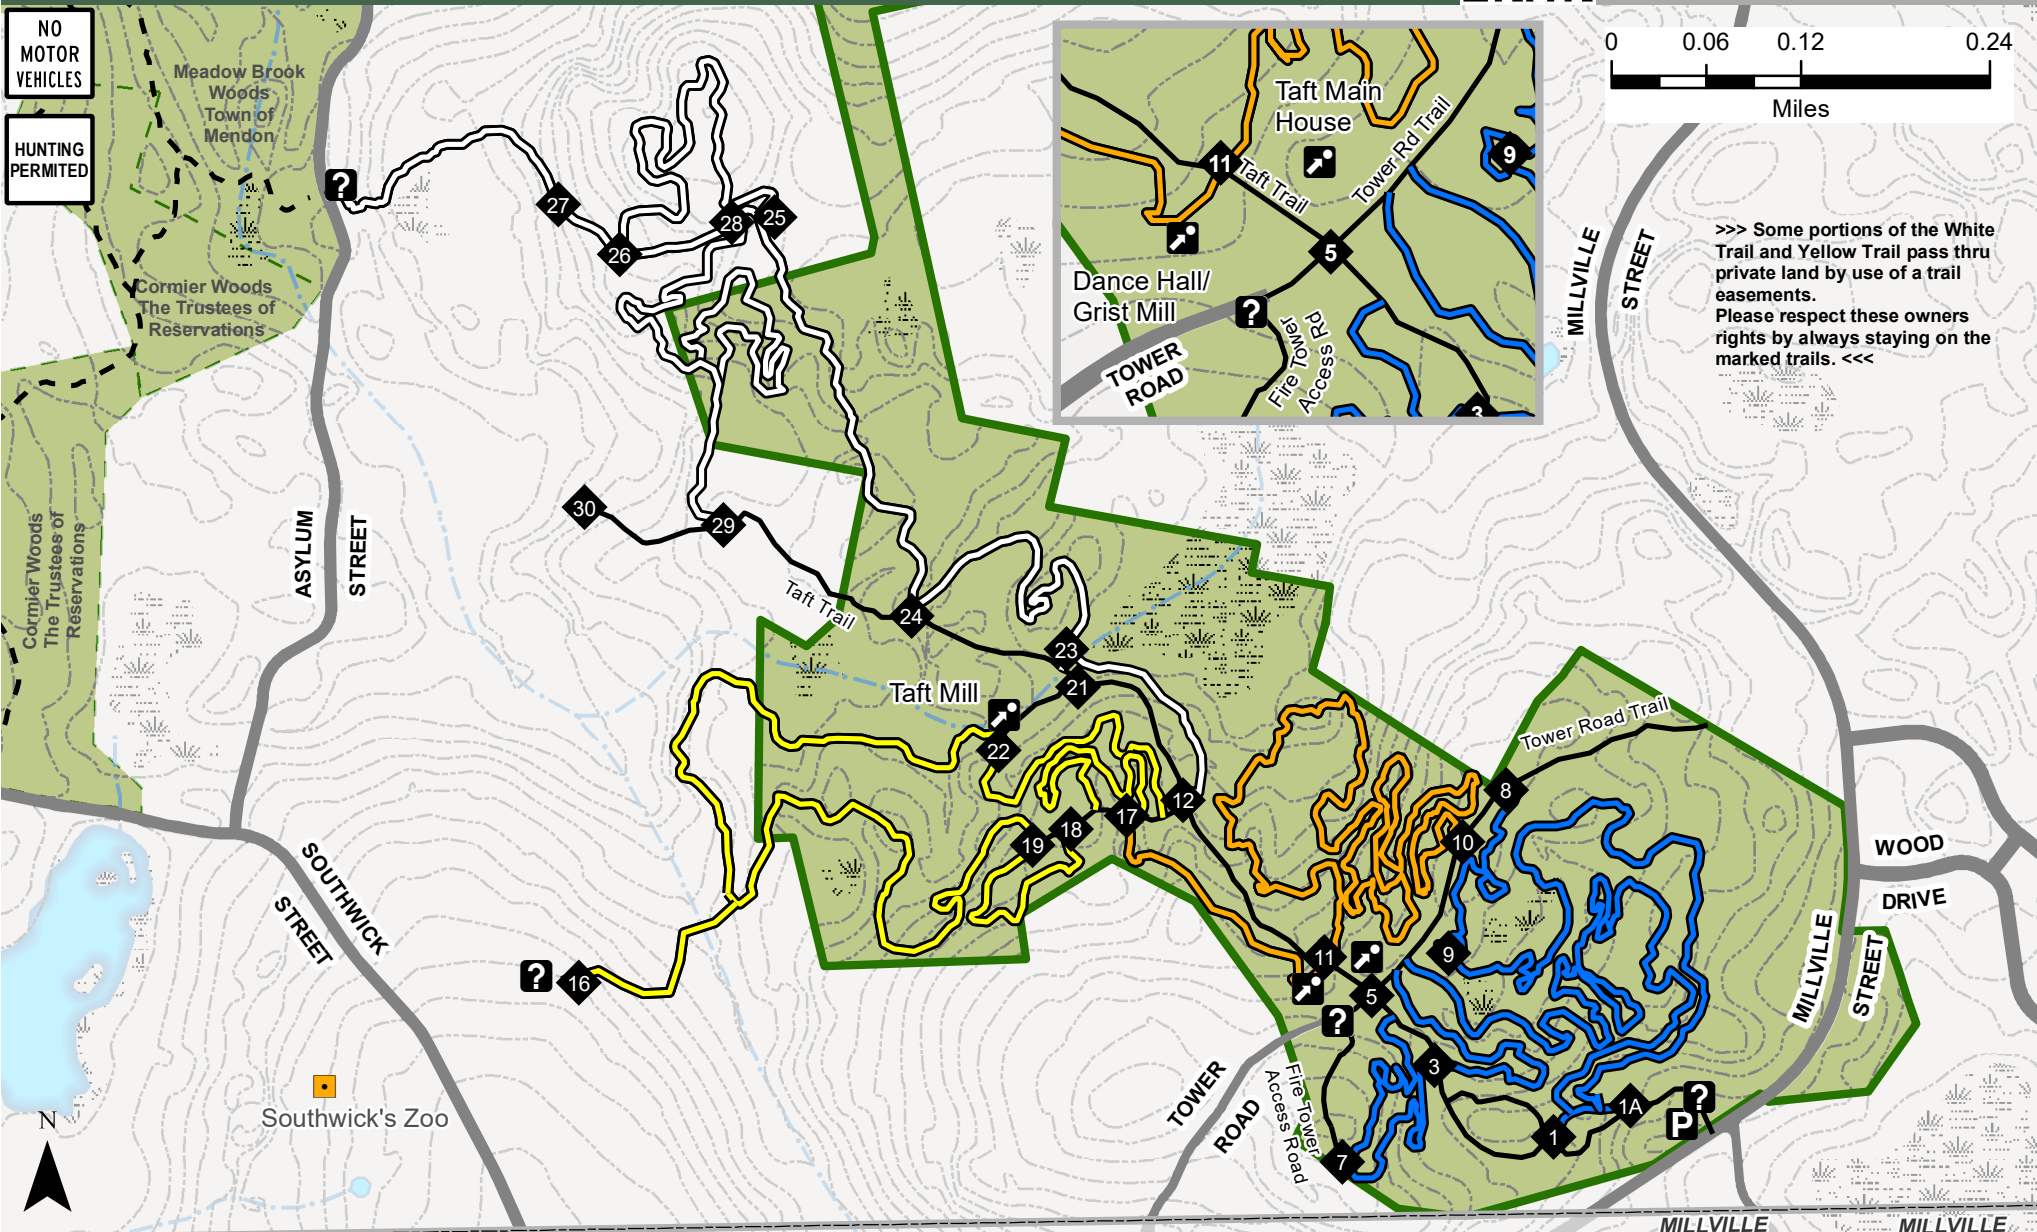 NO
MOTOR
VEHICLES
HUNTING
PERMITTED
Meadow Brook
Woods
Town of
Mendon
Cormier Woods
The Trustees of
Reservations
Cormier Woods
The Trustees of
Reservations
?
27
26
28
25
30
29
24
23
21
22
12
17
18
19
16
?
11
5
?
3
7
9
10
8
1
1A
?
P
ASYLUM
STREET
SOUTHWICK
STREET
Southwick's Zoo
N
Taft Trail
Taft Mill
Tower Road Trail
TOWER
ROAD
Fire Tower
Access Road
Taft Main
House
11
Taft Trail
Tower Rd Trail
9
5
Dance Hall/
Grist Mill
?
TOWER
ROAD
Fire Tower
Access Rd
3
0 0.06 0.12 0.24
Miles
MILLVILLE
STREET
>>> Some portions of the White
Trail and Yellow Trail pass thru
private land by use of a trail
easements.
Please respect these owners
rights by always staying on the
marked trails. <<<
WOOD
DRIVE
MILLVILLE
STREET
MILLVILLE
MILLVILLE